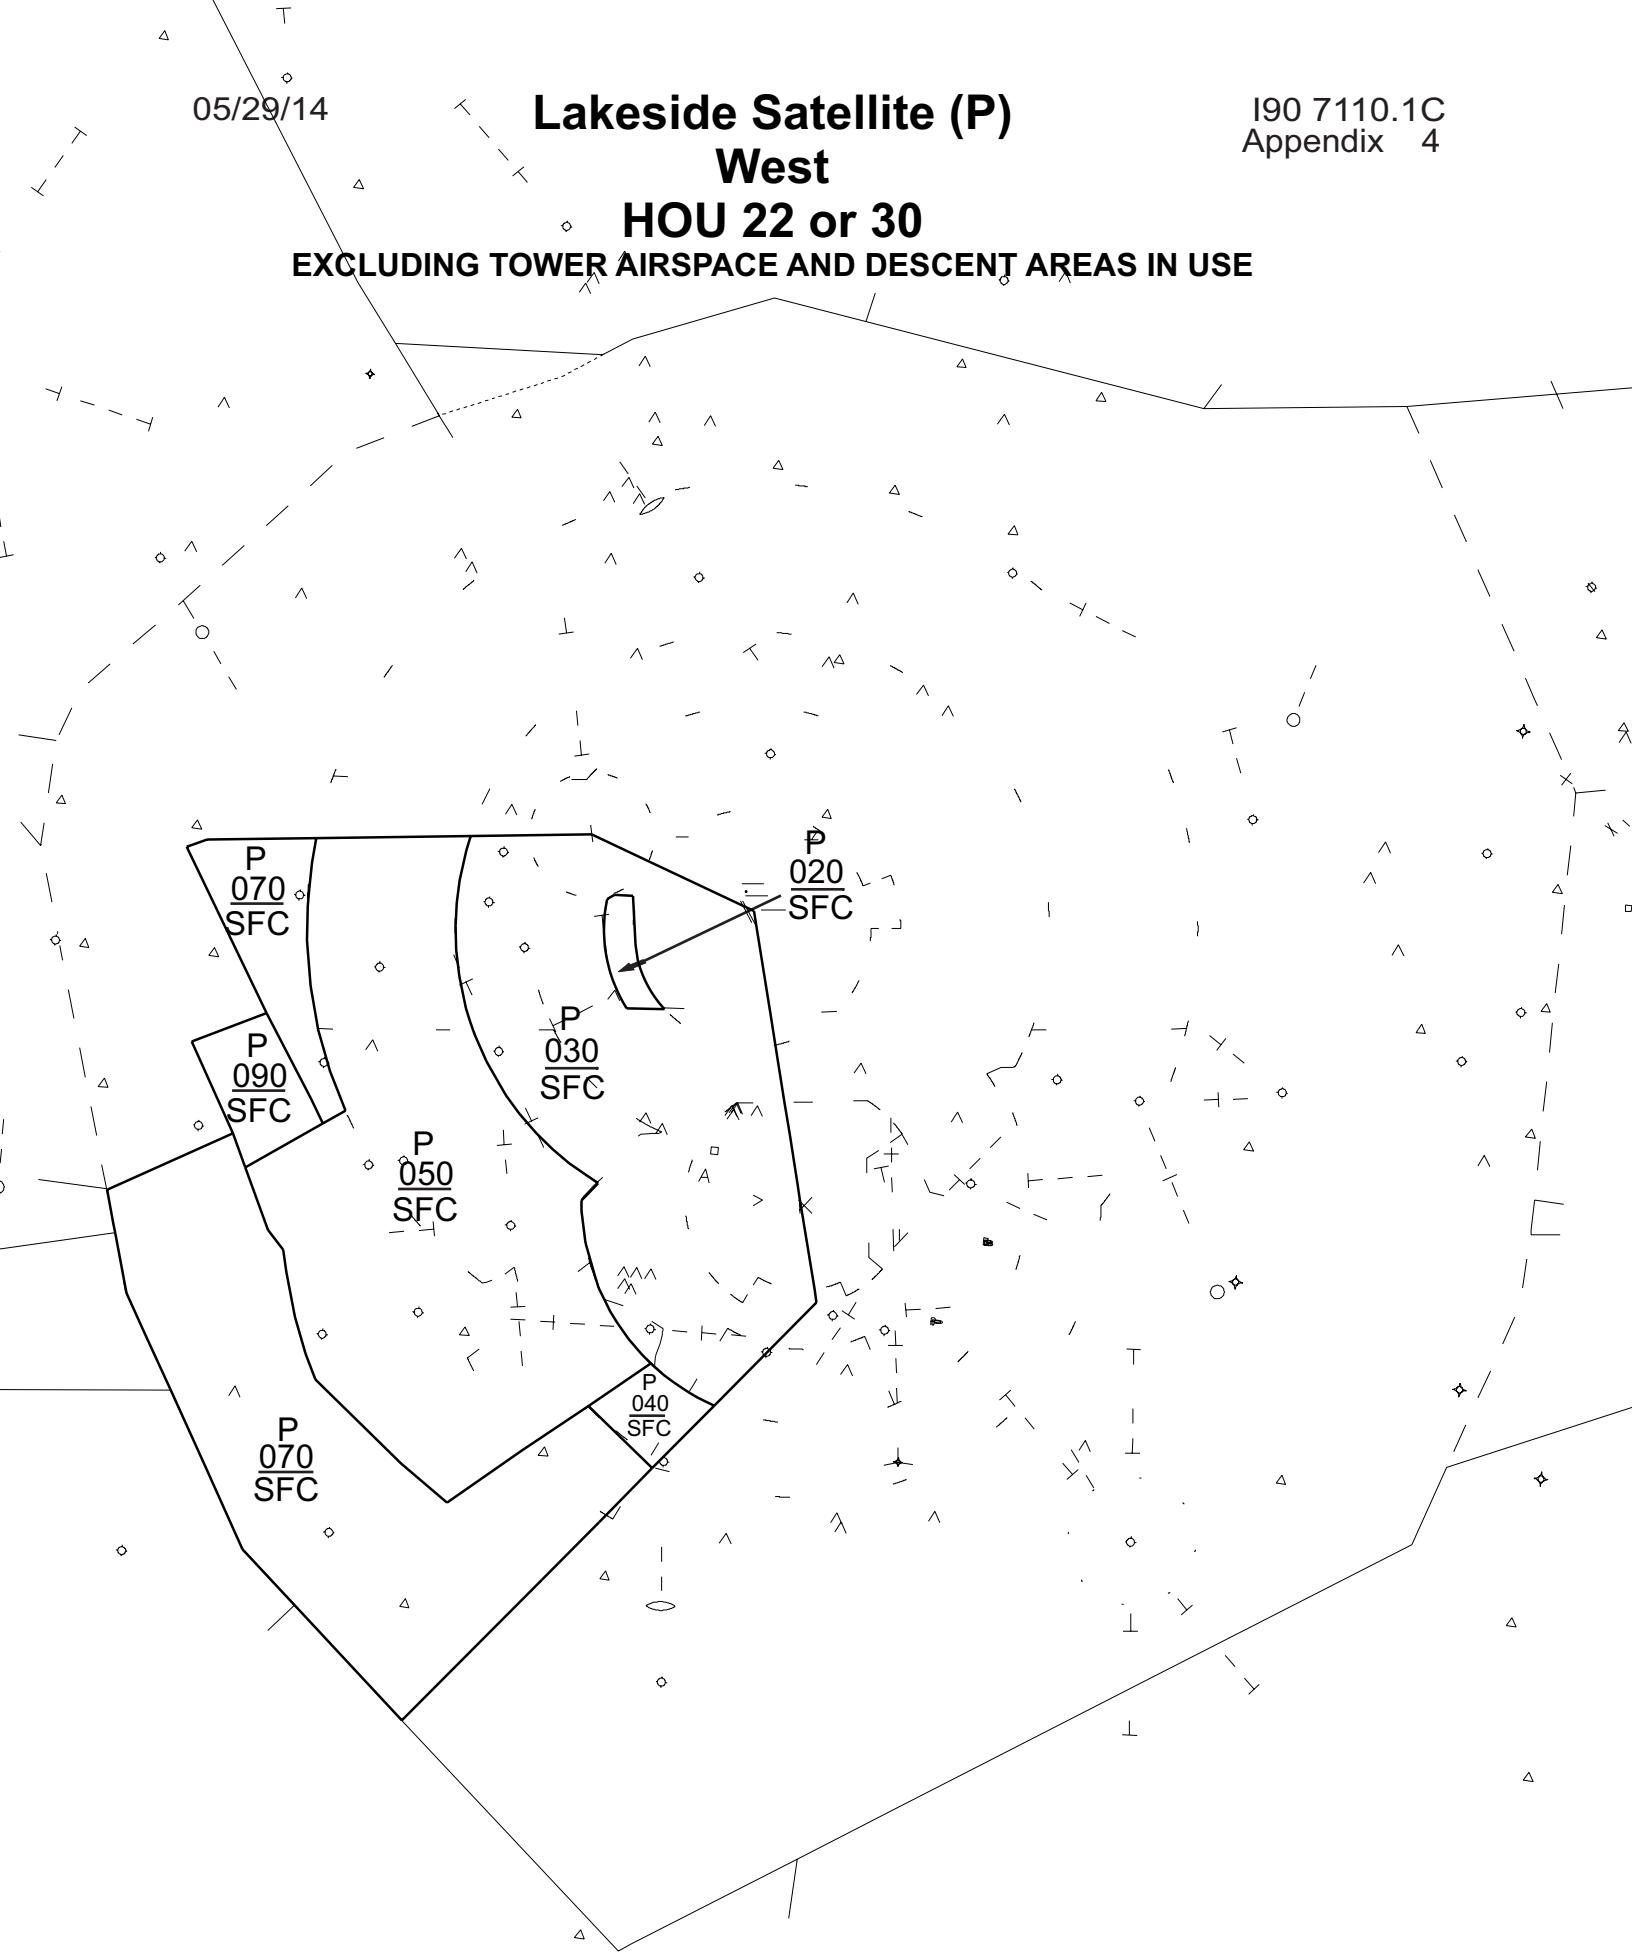 05/29/14
Lakeside Satellite (P)
West
HOU 22 or 30
EXCLUDING TOWER AIRSPACE AND DESCENT AREAS IN USE
I90 7110.1C
Appendix 4
P
070
SFC
P
020
SFC
P
090
SFC
P
030
SFC
P
050
SFC
P
040
SFC
P
070
SFC